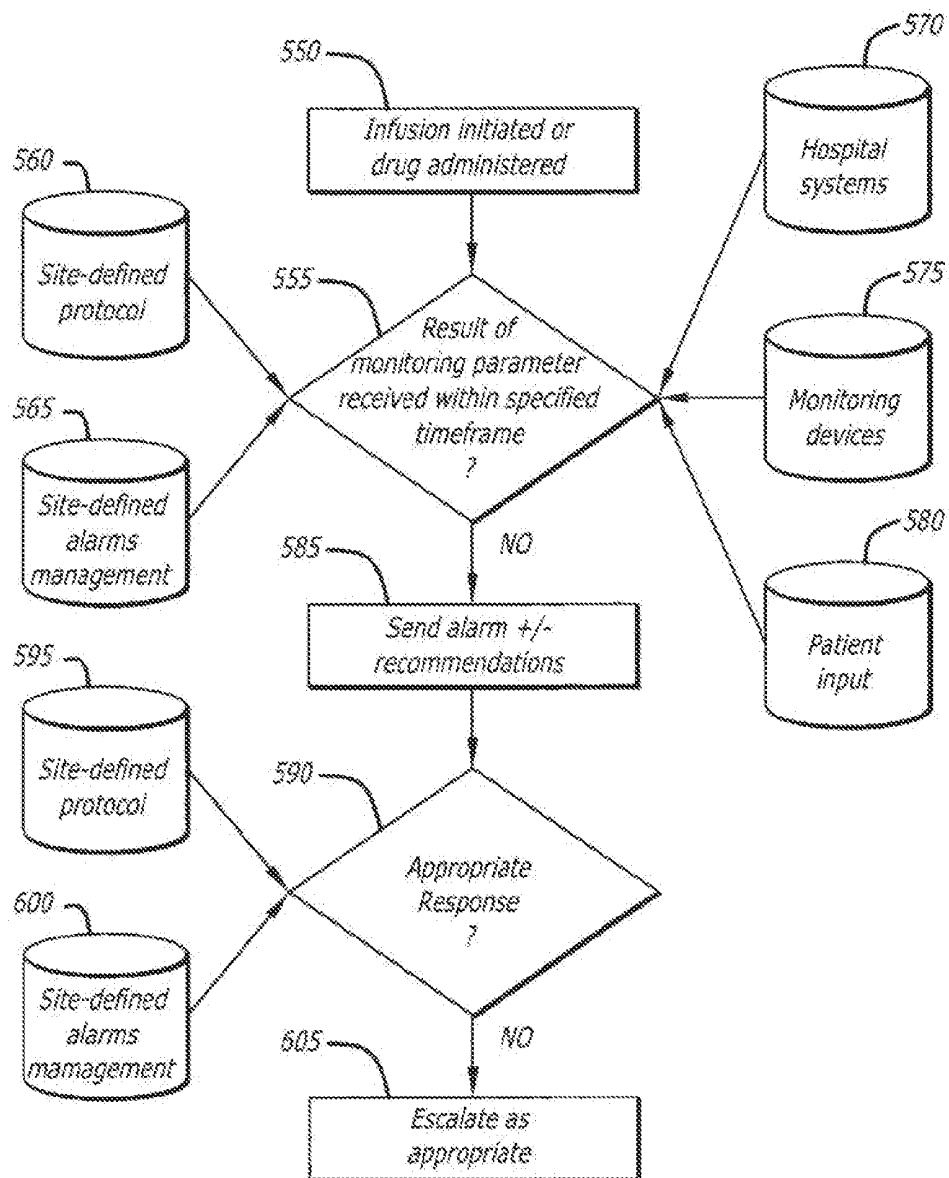 550
Infusion initiated or
drug administered
570
Hospital
systems
560
Site-defined
protocol
555
Result of
monitoring parameter
received within specified
timeframe
?
575
Monitoring
devices
565
Site-defined
alarms
management
580
Patient
input
NO
585
Send alarm +/-
recommendations
595
Site-defined
protocol
590
Appropriate
Response
?
600
Site-defined
alarms
mamagement
NO
605
Escalate as
appropriate